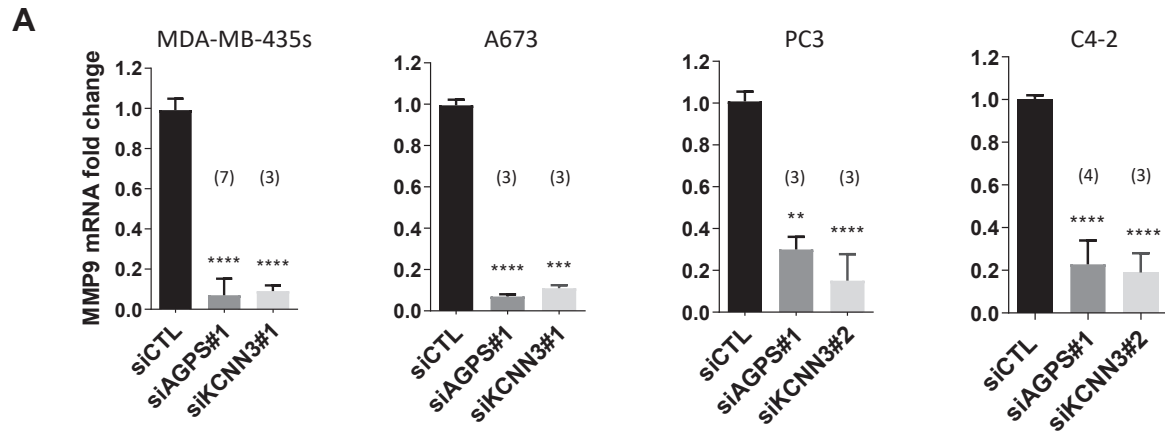 A
MDA-MB-435s
A673
PC3
C4-2
MMP9 mRNA fold change
1.2
1.0
0.8
0.6
0.4
0.2
0.0
(7)
(3)
****
****
siCTL
siAGPS#1
siKCNN3#1
1.2
1.0
0.8
0.6
0.4
0.2
0.0
(3)
(3)
****
***
siCTL
siAGPS#1
siKCNN3#1
1.2
1.0
0.8
0.6
0.4
0.2
0.0
(3)
(3)
**
****
siCTL
siAGPS#1
siKCNN3#2
1.2
1.0
0.8
0.6
0.4
0.2
0.0
(4)
(3)
****
****
siCTL
siAGPS#1
siKCNN3#2